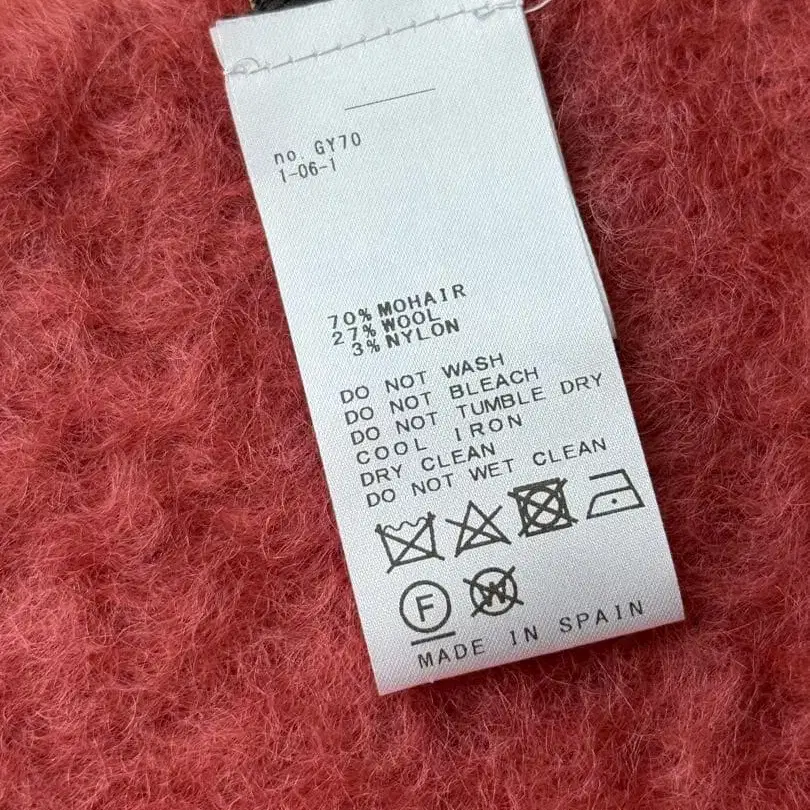 no. GY70
1-06-1
70% MOHAIR
27% WOOL
3% NYLON
DO NOT WASH
DO NOT BLEACH
DO NOT TUMBLE DRY
COOL IRON
DRY CLEAN
DO NOT WET CLEAN
F W
MADE IN SPAIN